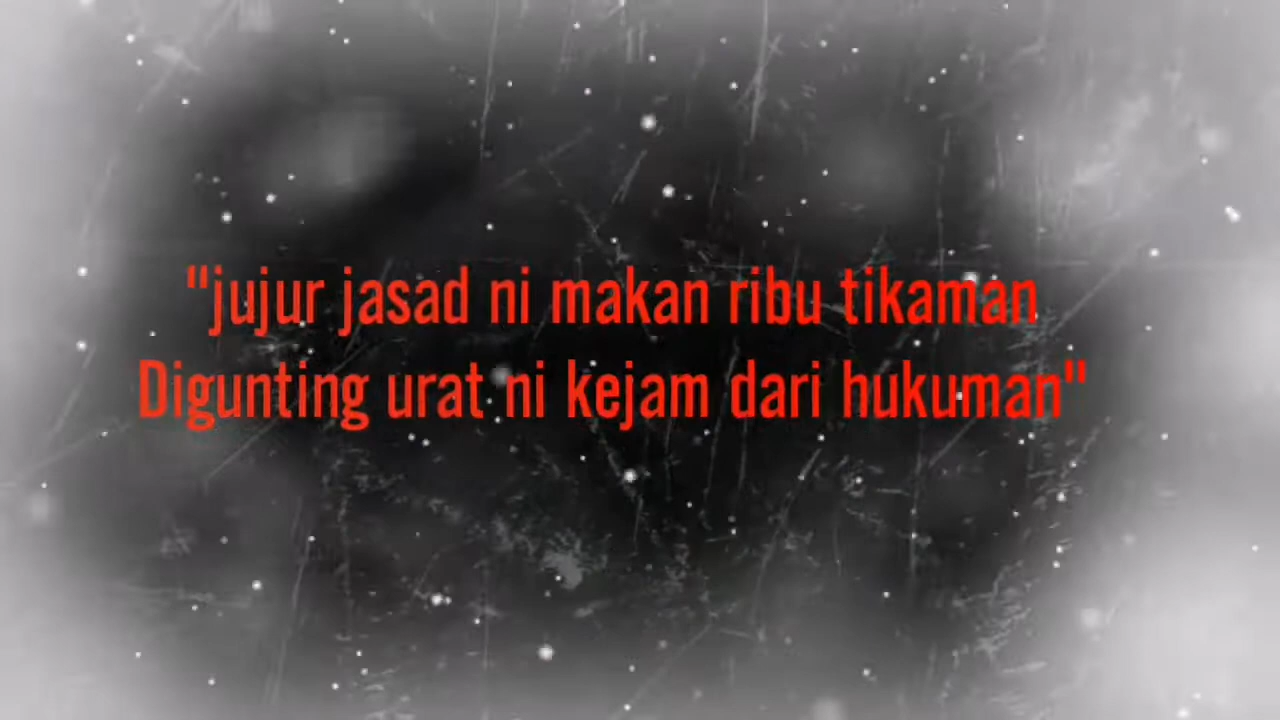 "jujur jasad ni makan ribu tikaman
Digunting urat ni kejam dari hukuman"